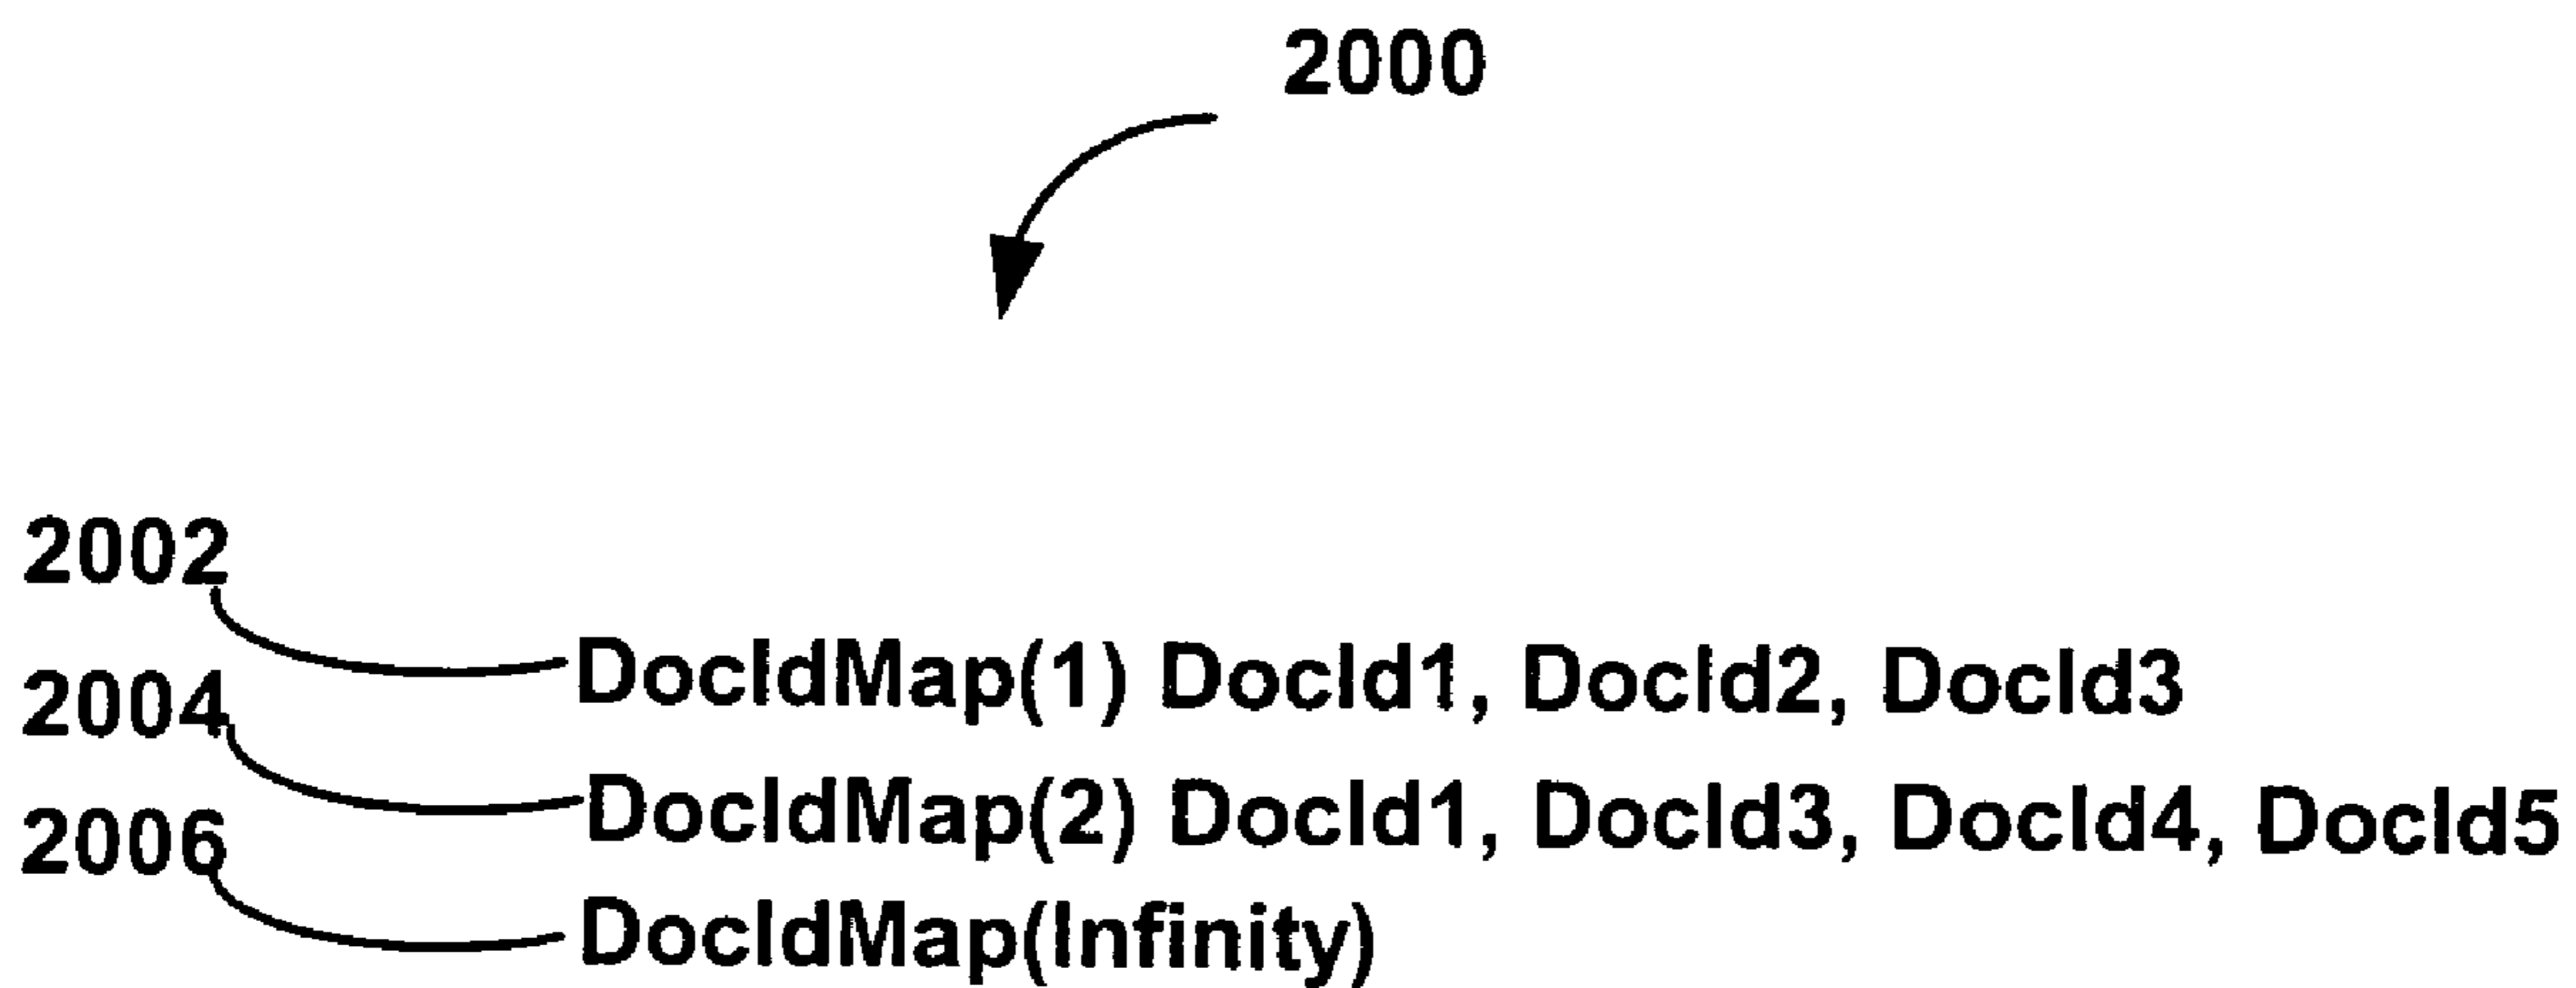 2000
2002
DocIdMap(1) DocId1, DocId2, DocId3
2004
DocIdMap(2) DocId1, DocId3, DocId4, DocId5
2006
DocIdMap(Infinity)